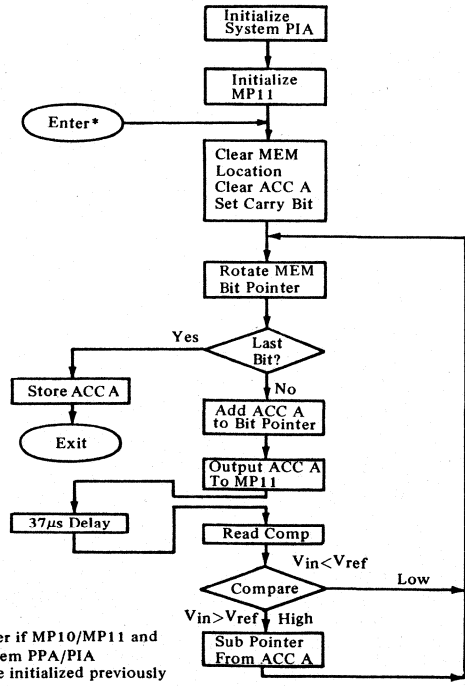 Initialize
System PIA
Initialize
MP11
Enter*
Clear MEM
Location
Clear ACC A
Set Carry Bit
Rotate MEM
Bit Pointer
Yes
Last
Bit?
No
Store ACC A
Add ACC A
to Bit Pointer
Exit
Output ACC A
To MP11
37μs Delay
Read Comp
Vin<Vref
Compare
Low
Vin>Vref
High
Sub Pointer
From ACC A
er if MP10/MP11 and
em PPA/PIA
e initialized previously